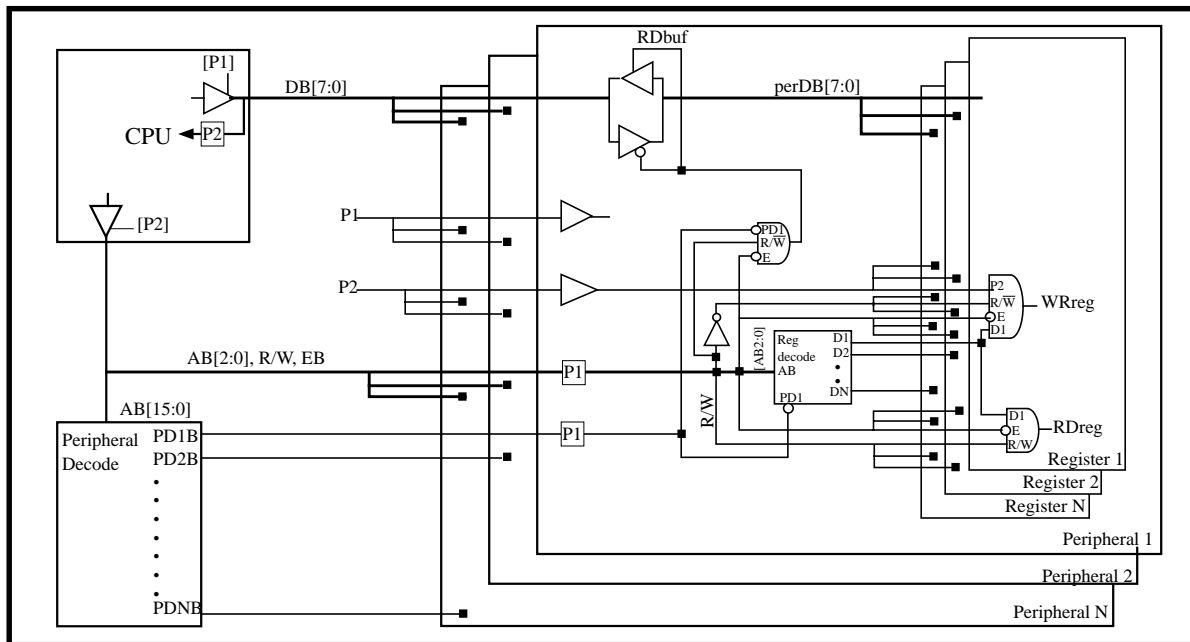 RDbuf
[P1]
DB[7:0]
perDB[7:0]
CPU
P2
[P2]
P1
PD1
R/W̅
E
P2
P2
R/W̅
E
D1
WRreg
[AB2:0]
Reg
decode
AB
D1
D2
DN
PD1
AB[2:0], R/W, EB
P1
R/W
AB[15:0]
Peripheral
Decode
PD1B
P1
PD2B
PDNB
D1
E
R/W
RDreg
Register 1
Register 2
Register N
Peripheral 1
Peripheral 2
Peripheral N